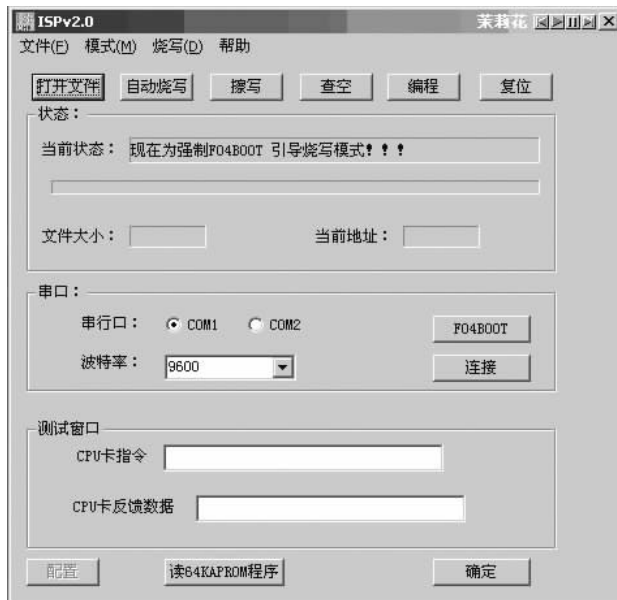 ISPv2.0 茉莉花
文件(F) 模式(M) 烧写(D) 帮助
打开文件 自动烧写 擦写 查空 编程 复位
状态：
当前状态： 现在为强制F04BOOT 引导烧写模式！！！
文件大小： 当前地址：
串口：
串行口： COM1 COM2 F04BOOT
波特率： 9600 连接
测试窗口
CPU卡指令
CPU卡反馈数据
配置 读64KAPROM程序 确定